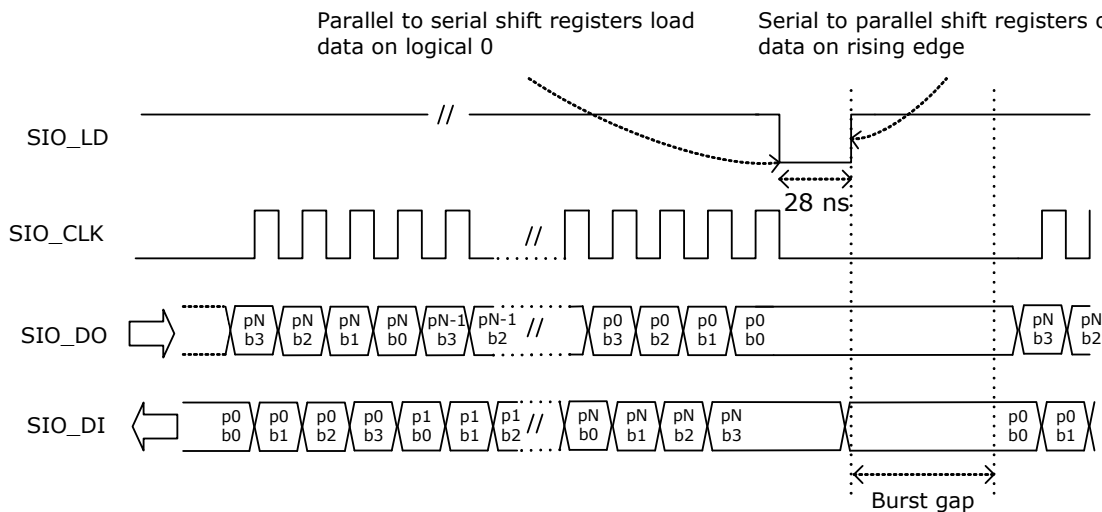 Parallel to serial shift registers load
data on logical 0
Serial to parallel shift registers
data on rising edge
//
SIO_LD
28 ns
SIO_CLK
//
SIO_DO
pN b3 pN b2 pN b1 pN b0 pN-1 b3 pN-1 b2 // p0 b3 p0 b2 p0 b1 p0 b0 pN b3 pN b2
SIO_DI
p0 b0 p0 b1 p0 b2 p0 b3 p1 b0 p1 b1 p1 b2 // pN b0 pN b1 pN b2 pN b3 p0 b0 p0 b1
Burst gap